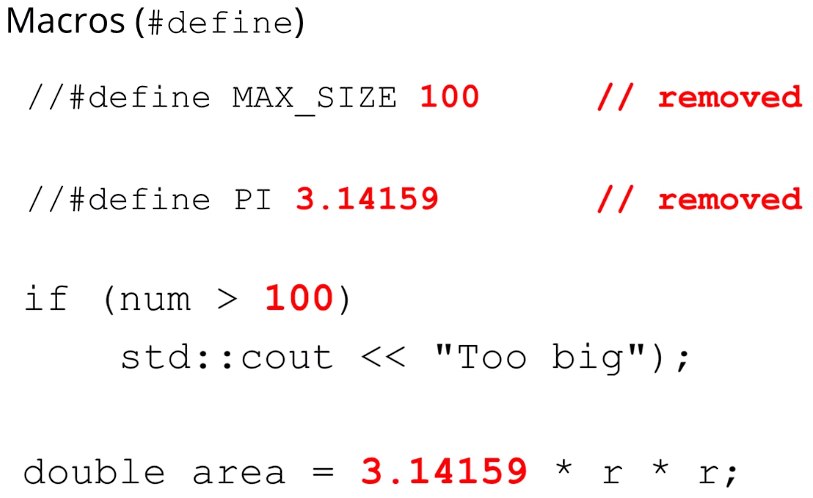 Macros (#define)
//#define MAX_SIZE 100 // removed
//#define PI 3.14159 // removed
if (num > 100)
std::cout << "Too big");
double area = 3.14159 * r * r;